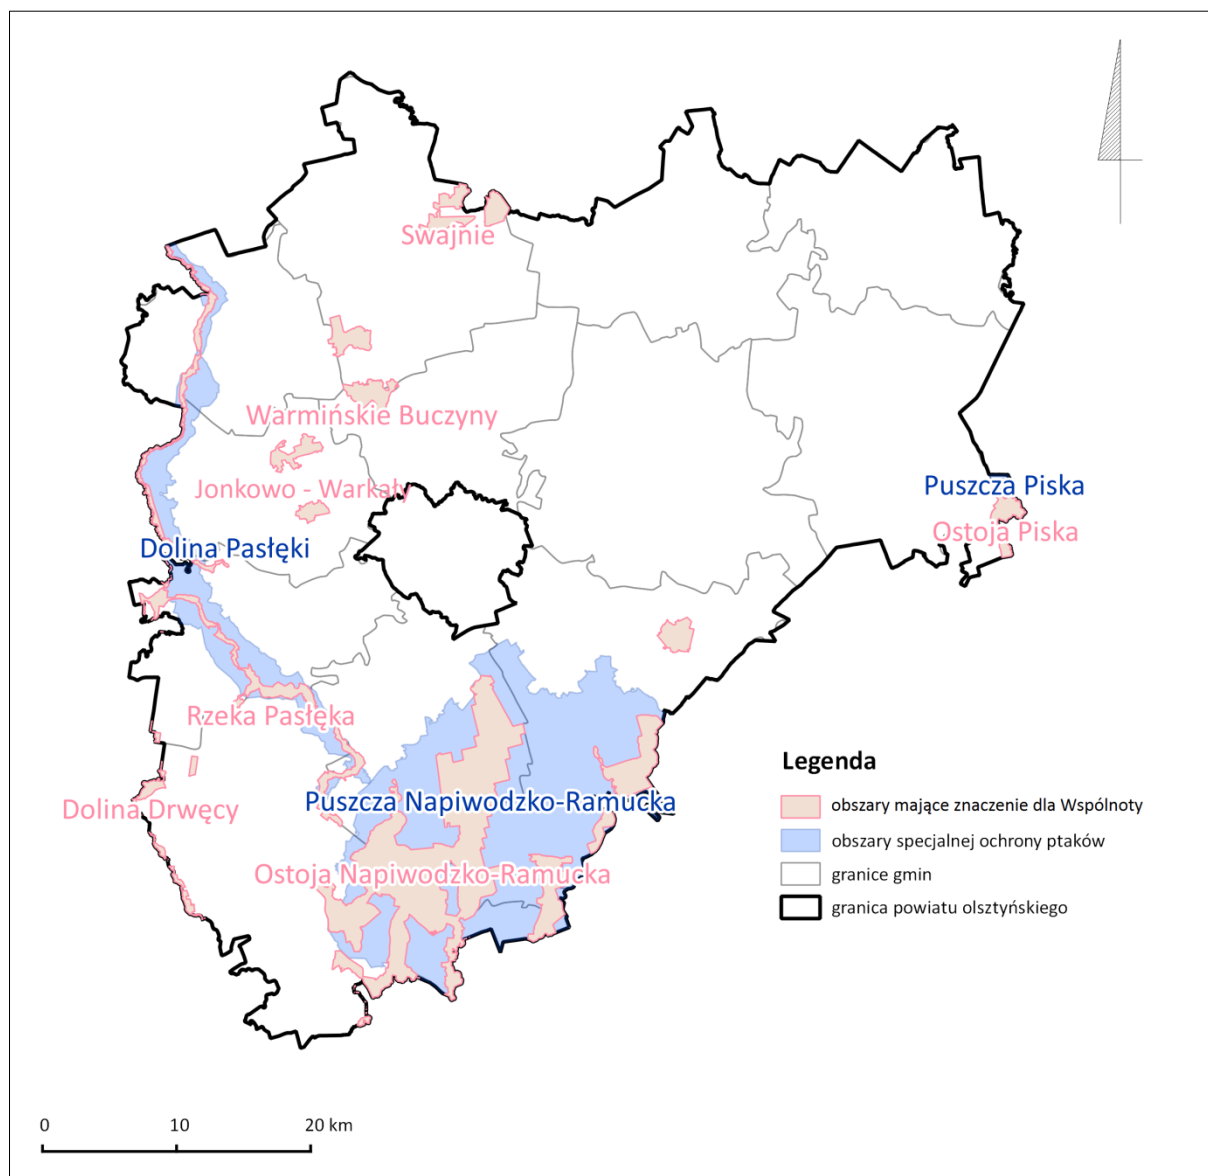 Swajnie
Warmińskie Buczyny
Jonkowo - Warkały
Puszcza Piska
Ostoja Piska
Dolina Pasłęki
Rzeka Pasłęka
Dolina Drwęcy
Puszcza Napiwodzko-Ramucka
Ostoja Napiwodzko-Ramucka
Legenda
obszary mające znaczenie dla Wspólnoty
obszary specjalnej ochrony ptaków
granice gmin
granica powiatu olsztyńskiego
0 10 20 km